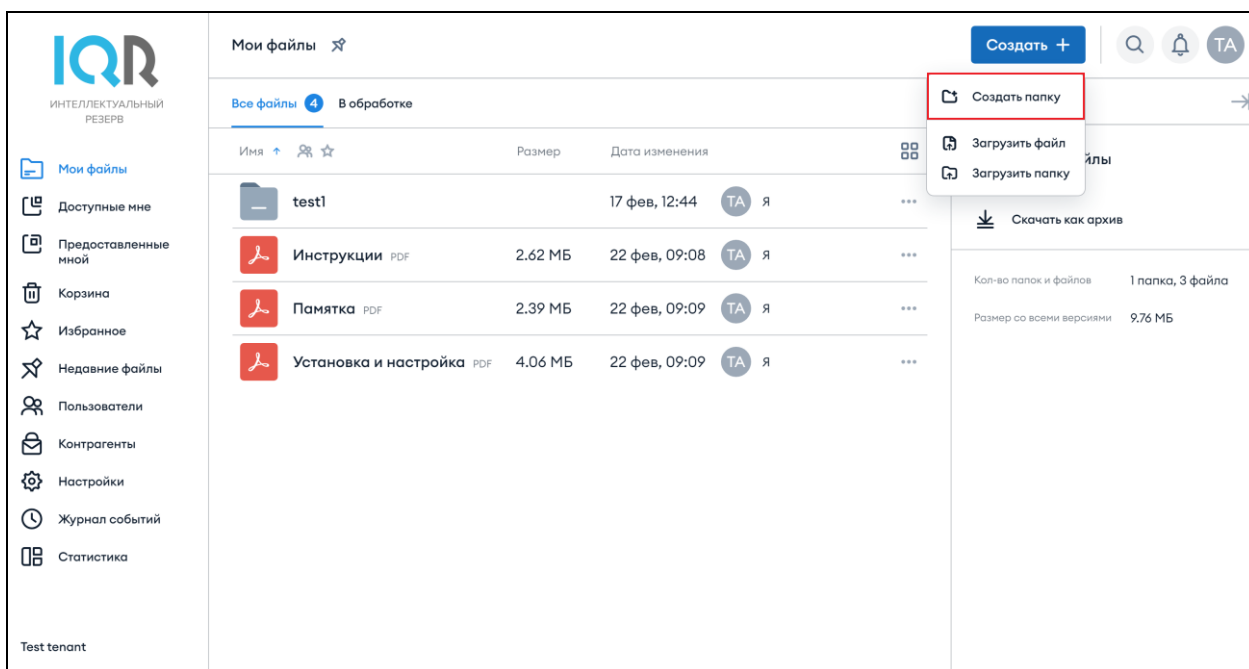 IQR
ИНТЕЛЛЕКТУАЛЬНЫЙ
РЕЗЕРВ
Мои файлы
Доступные мне
Предоставленные
мной
Корзина
Избранное
Недавние файлы
Пользователи
Контрагенты
Настройки
Журнал событий
Статистика
Test tenant
Мои файлы
Создать +
TA
Все файлы 4 В обработке
Имя Размер Дата изменения
test1 17 фев, 12:44 TA Я
Инструкции PDF 2.62 МБ 22 фев, 09:08 TA Я
Памятка PDF 2.39 МБ 22 фев, 09:09 TA Я
Установка и настройка PDF 4.06 МБ 22 фев, 09:09 TA Я
Создать папку
Загрузить файл
Загрузить папку
йлы
Скачать как архив
Кол-во папок и файлов 1 папка, 3 файла
Размер со всеми версиями 9.76 МБ